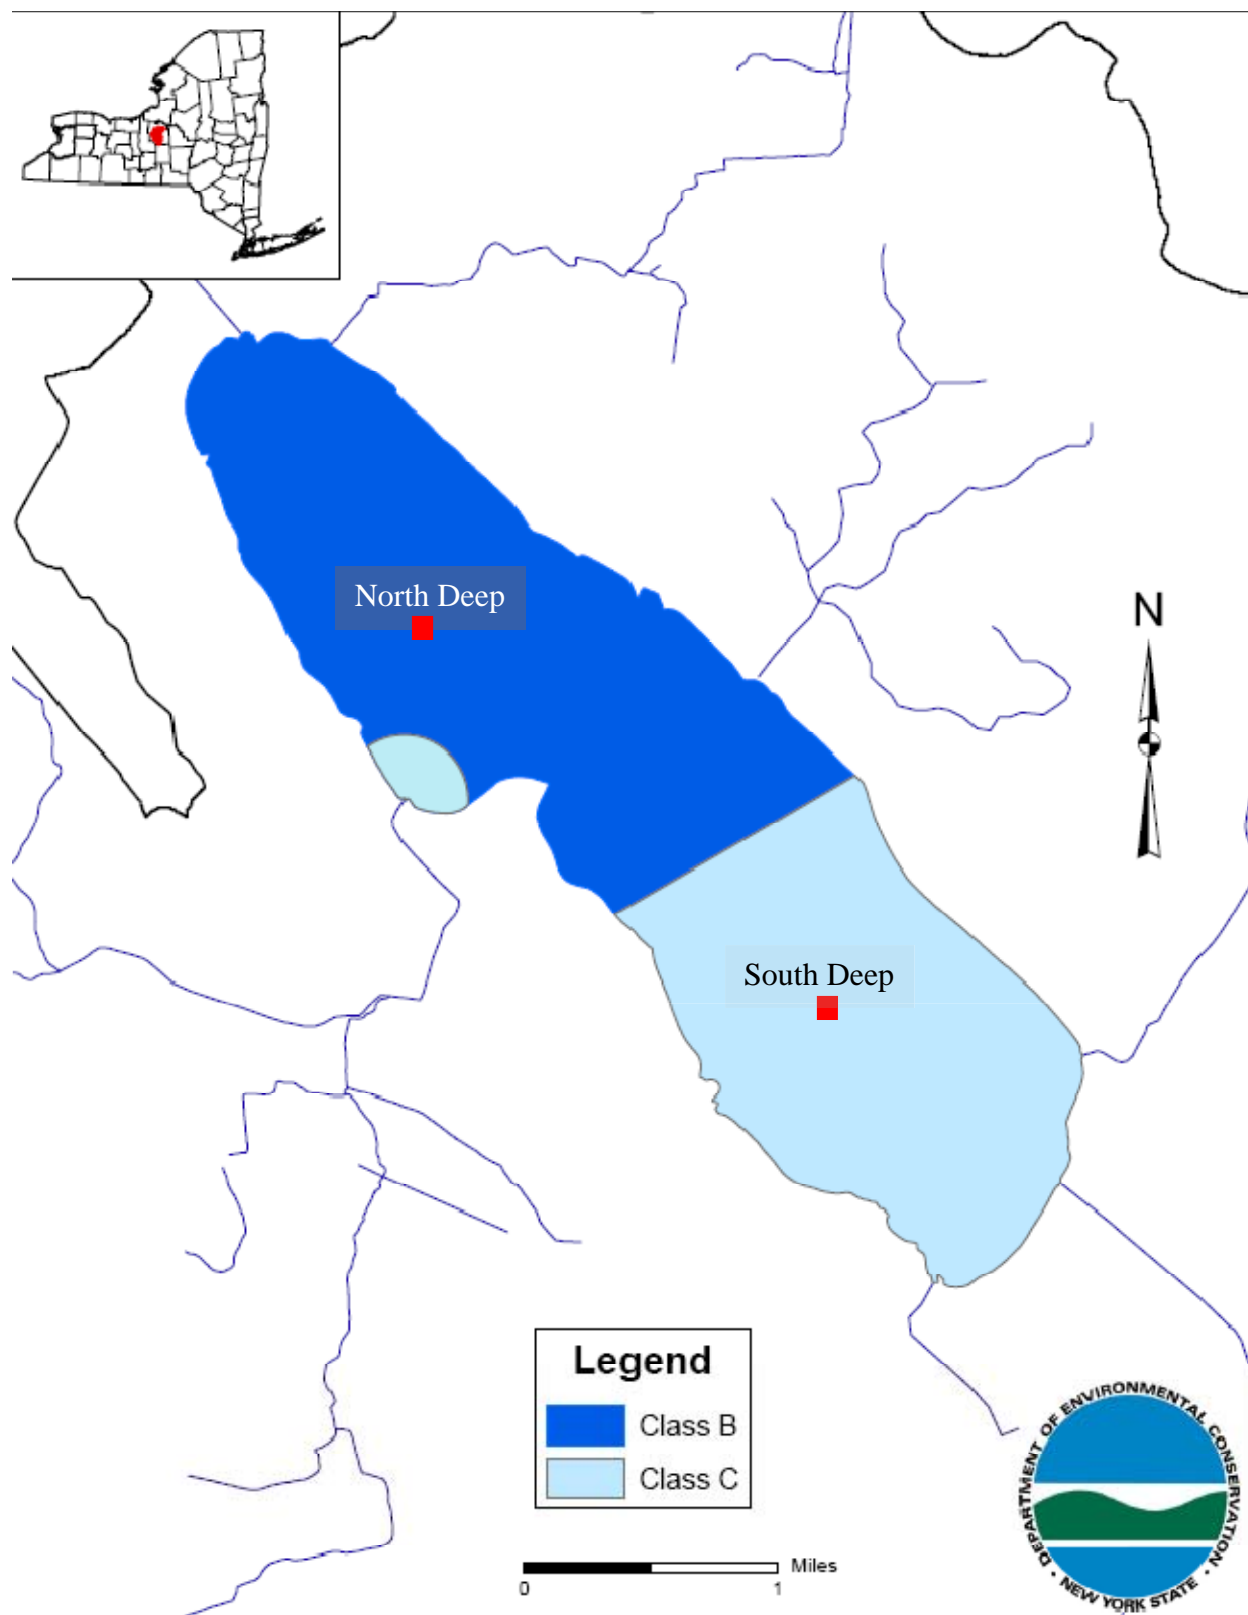 North Deep
N
South Deep
Legend
Class B
Class C
Miles
0 1
DEPARTMENT OF ENVIRONMENTAL CONSERVATION
• NEW YORK STATE •